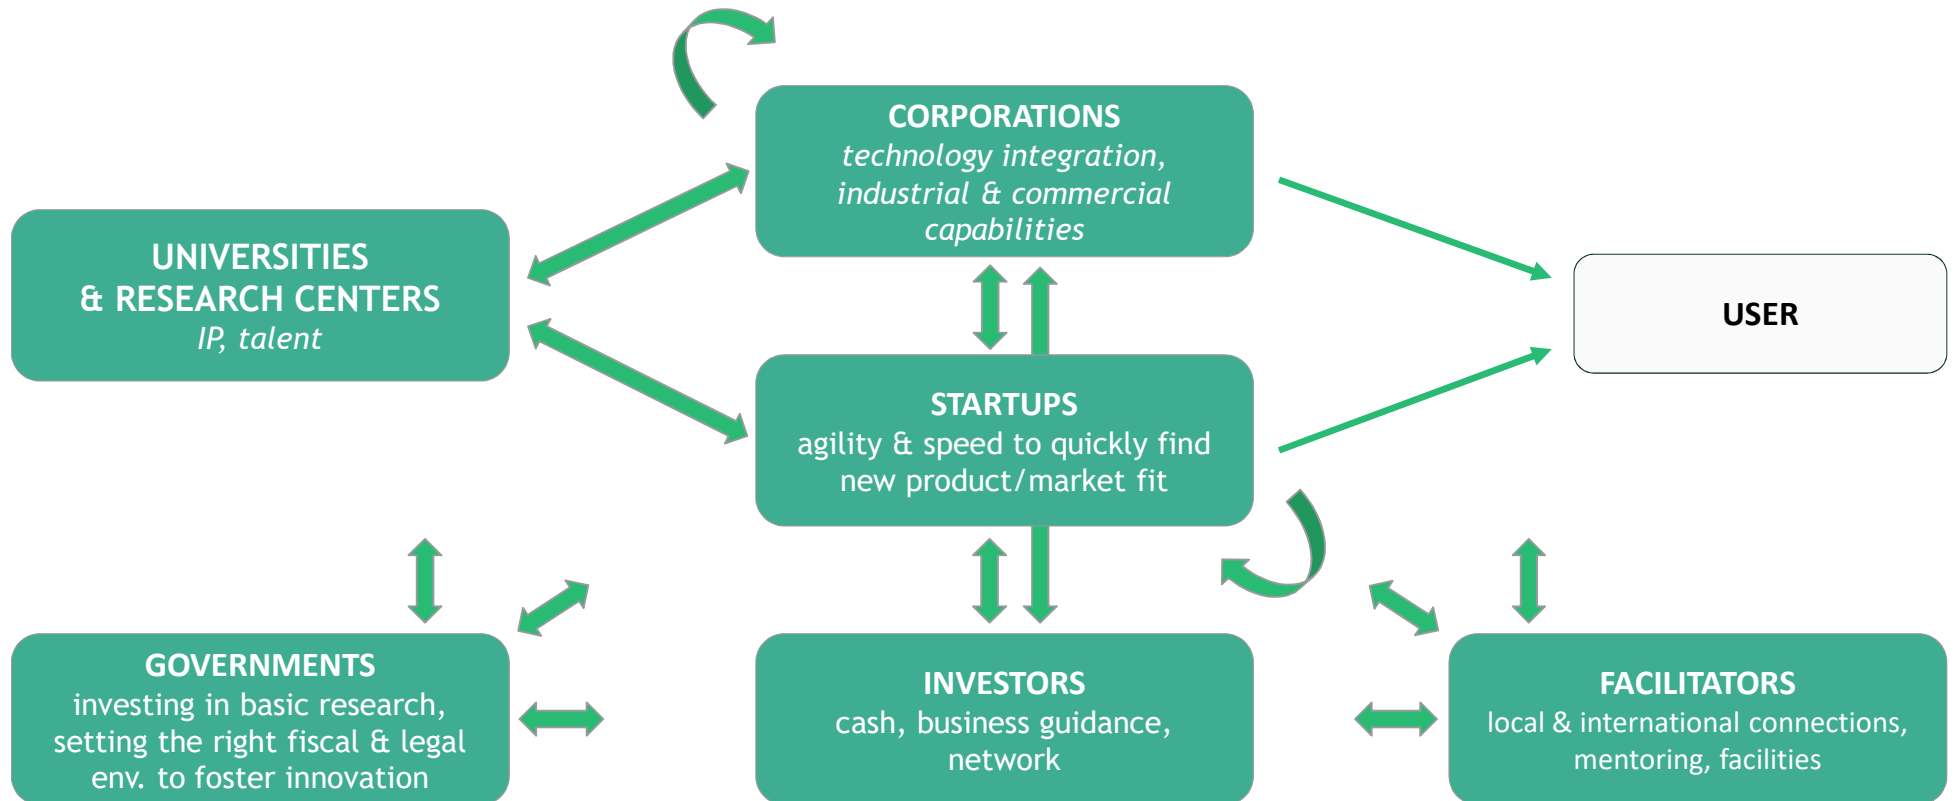 CORPORATIONS
technology integration,
industrial & commercial
capabilities
UNIVERSITIES
& RESEARCH CENTERS
IP, talent
USER
STARTUPS
agility & speed to quickly find
new product/market fit
GOVERNMENTS
investing in basic research,
setting the right fiscal & legal
env. to foster innovation
INVESTORS
cash, business guidance,
network
FACILITATORS
local & international connections,
mentoring, facilities